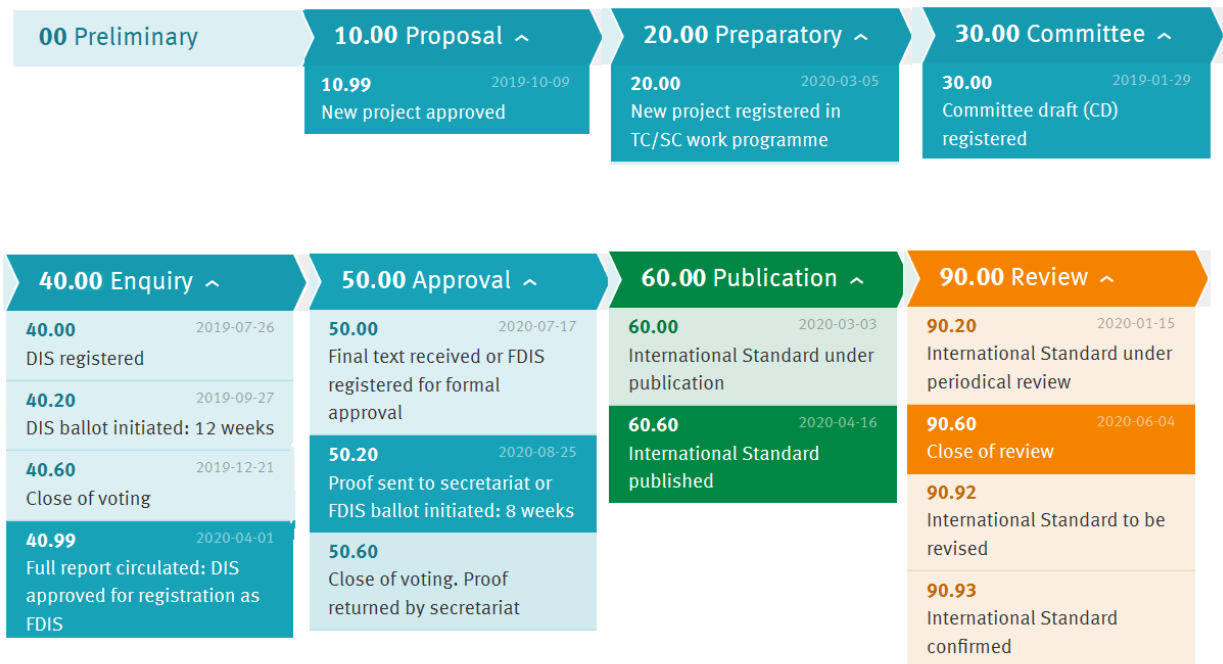 00 Preliminary
10.00 Proposal
10.99 2019-10-09
New project approved
20.00 Preparatory
20.00 2020-03-05
New project registered in
TC/SC work programme
30.00 Committee
30.00 2019-01-29
Committee draft (CD)
registered
40.00 Enquiry
40.00 2019-07-26
DIS registered
40.20 2019-09-27
DIS ballot initiated: 12 weeks
40.60 2019-12-21
Close of voting
40.99 2020-04-01
Full report circulated: DIS
approved for registration as
FDIS
50.00 Approval
50.00 2020-07-17
Final text received or FDIS
registered for formal
approval
50.20 2020-08-25
Proof sent to secretariat or
FDIS ballot initiated: 8 weeks
50.60
Close of voting. Proof
returned by secretariat
60.00 Publication
60.00 2020-03-03
International Standard under
publication
60.60 2020-04-16
International Standard
published
90.00 Review
90.20 2020-01-15
International Standard under
periodical review
90.60 2020-06-04
Close of review
90.92
International Standard to be
revised
90.93
International Standard
confirmed